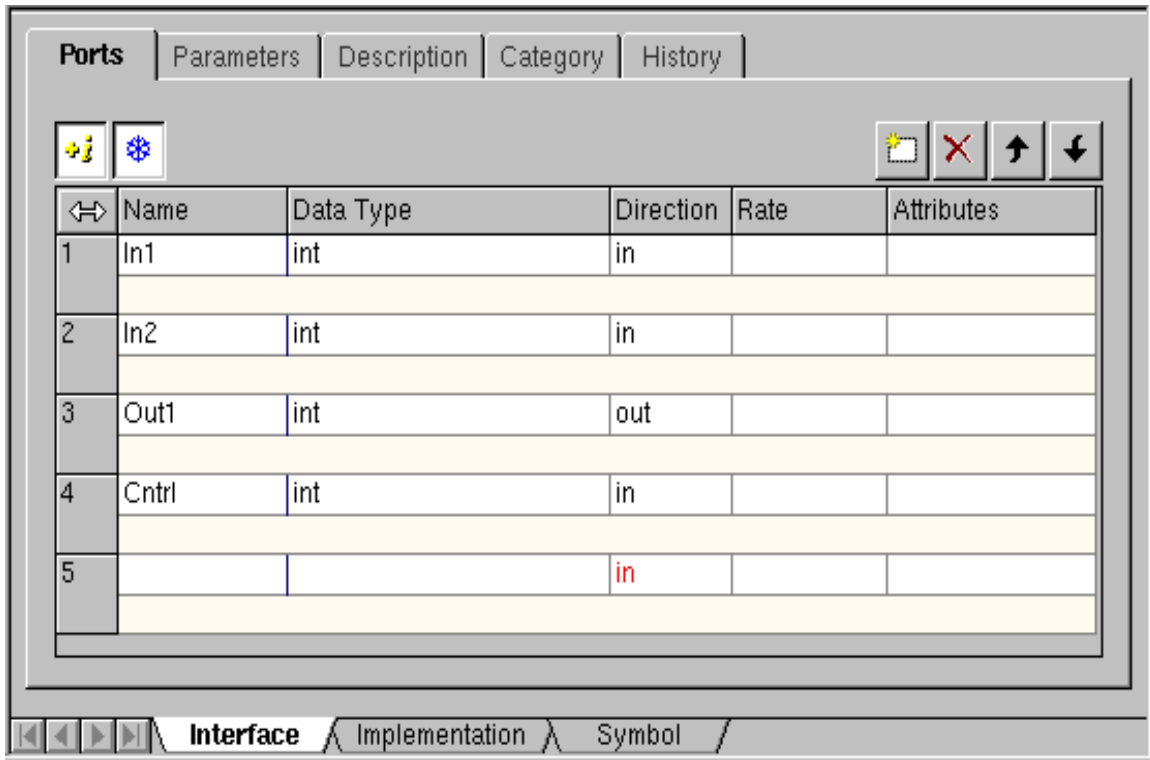 Ports Parameters Description Category History
+i
Name Data Type Direction Rate Attributes
1 In1 int in
2 In2 int in
3 Out1 int out
4 Cntrl int in
5 in
Interface Implementation Symbol